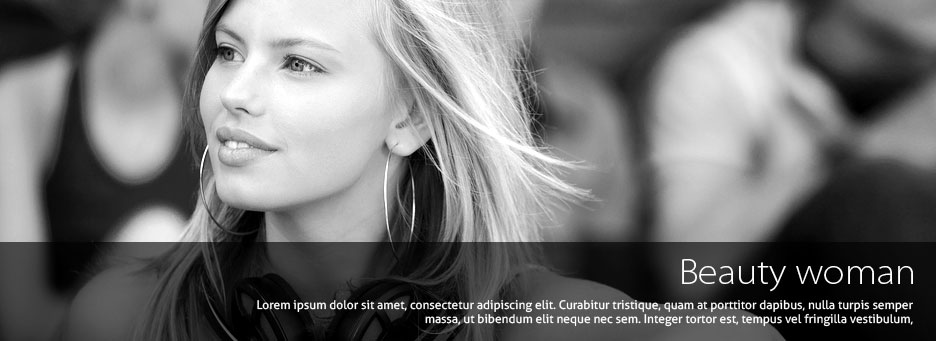 Beauty woman
Lorem ipsum dolor sit amet, consectetur adipiscing elit. Curabitur tristique, quam at porttitor dapibus, nulla turpis semper
massa, ut bibendum elit neque nec sem. Integer tortor est, tempus vel fringilla vestibulum,